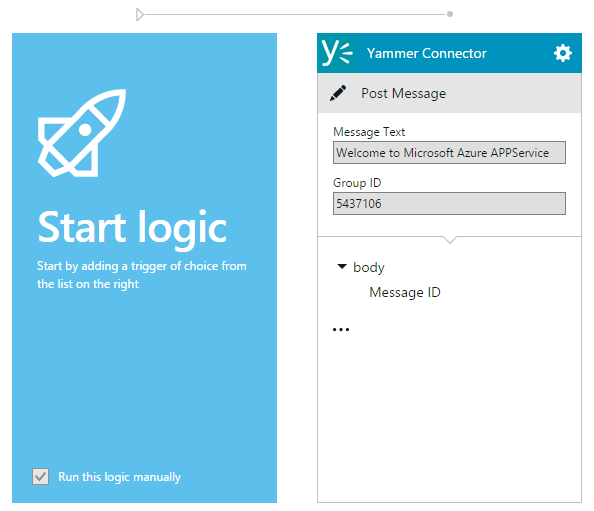 Start logic
Start by adding a trigger of choice from
the list on the right
Run this logic manually
Yammer Connector
Post Message
Message Text
Welcome to Microsoft Azure APPService
Group ID
5437106
body
Message ID
...